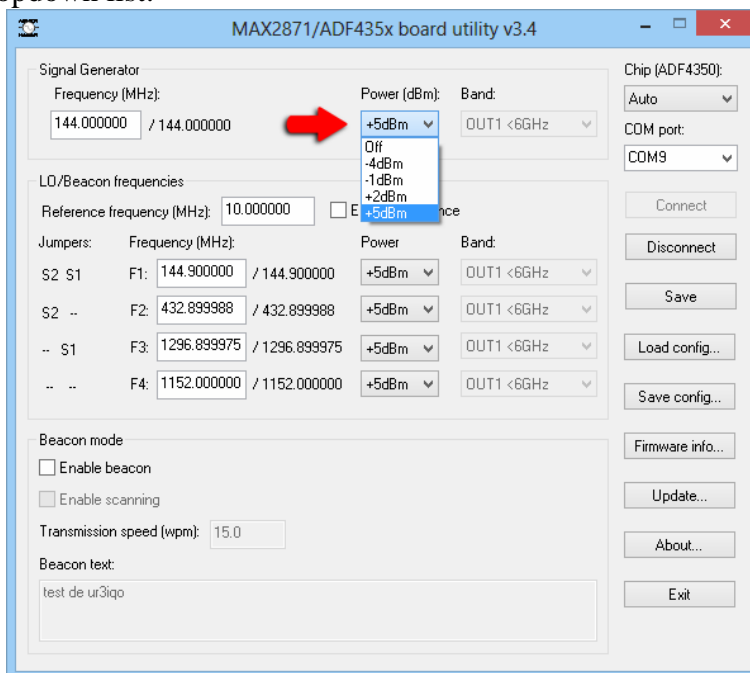 opdown list.
MAX2871/ADF435x board utility v3.4
Signal Generator
Frequency (MHz): Power (dBm): Band:
144.000000 / 144.000000 +5dBm OUT1 <6GHz
Off
-4dBm
-1dBm
+2dBm
+5dBm
LO/Beacon frequencies
Reference frequency (MHz): 10.000000 E nce
Jumpers: Frequency (MHz): Power Band:
S2 S1 F1: 144.900000 / 144.900000 +5dBm OUT1 <6GHz
S2 -- F2: 432.899988 / 432.899988 +5dBm OUT1 <6GHz
-- S1 F3: 1296.899975 / 1296.899975 +5dBm OUT1 <6GHz
-- -- F4: 1152.000000 / 1152.000000 +5dBm OUT1 <6GHz
Beacon mode
Enable beacon
Enable scanning
Transmission speed (wpm): 15.0
Beacon text:
test de ur3iqo
Chip (ADF4350):
Auto
COM port:
COM9
Connect
Disconnect
Save
Load config...
Save config...
Firmware info...
Update...
About...
Exit